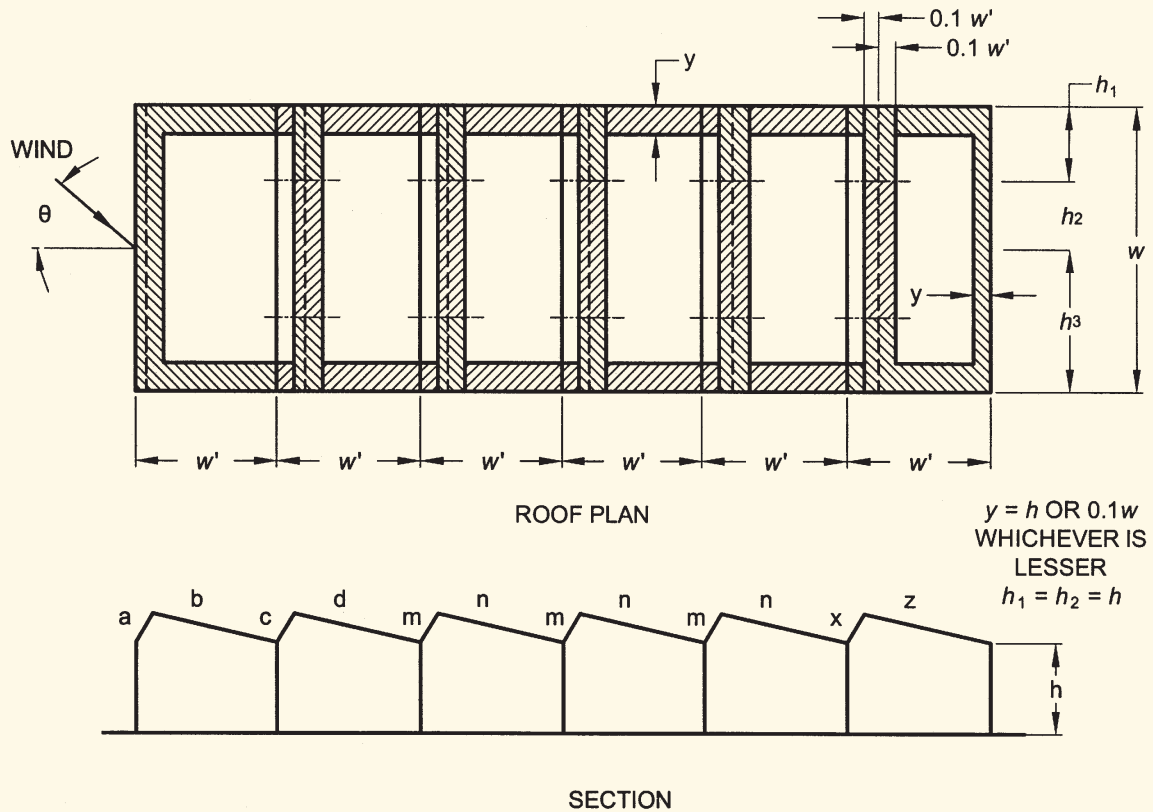 0.1 w'
0.1 w'
y
h₁
WIND
θ
h₂
w
y
h3
w' w' w' w' w' w'
ROOF PLAN
y = h OR 0.1w
WHICHEVER IS
LESSER
h₁ = h₂ = h
a b c d m n m n m n x z
h
SECTION